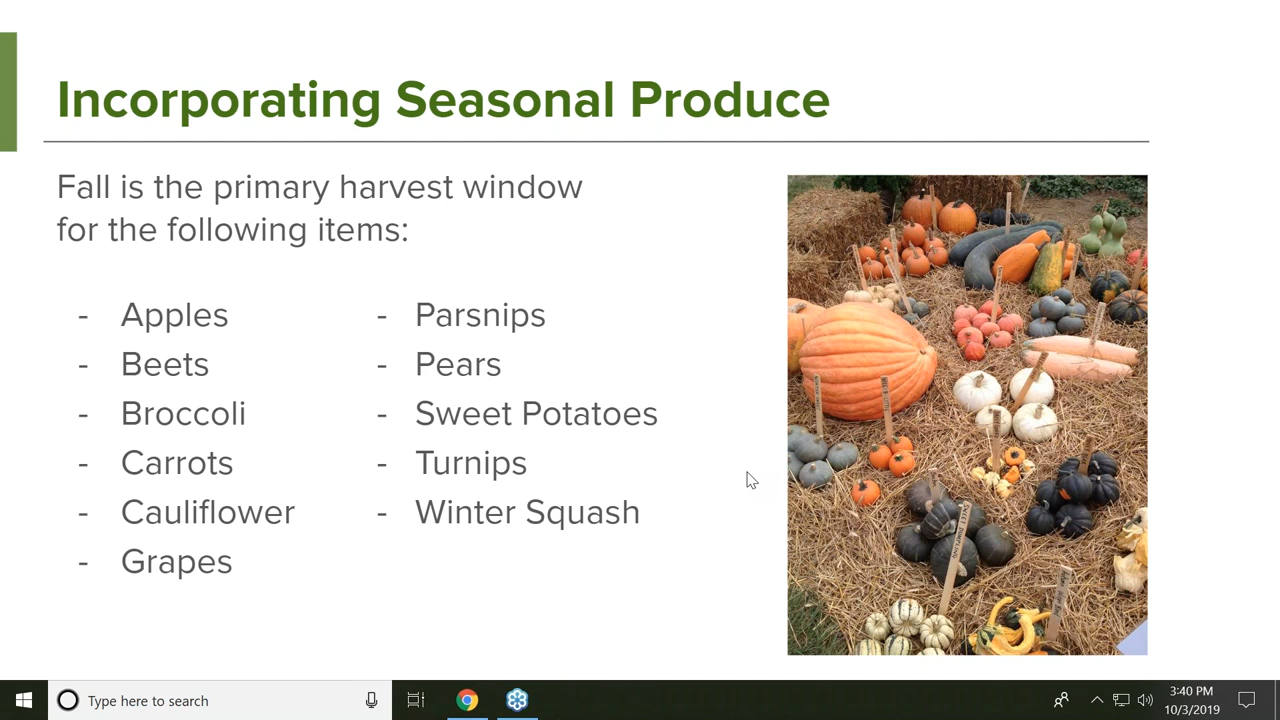 Incorporating Seasonal Produce
Fall is the primary harvest window
for the following items:
- Apples
- Beets
- Broccoli
- Carrots
- Cauliflower
- Grapes
- Parsnips
- Pears
- Sweet Potatoes
- Turnips
- Winter Squash
Type here to search
3:40 PM
10/3/2019